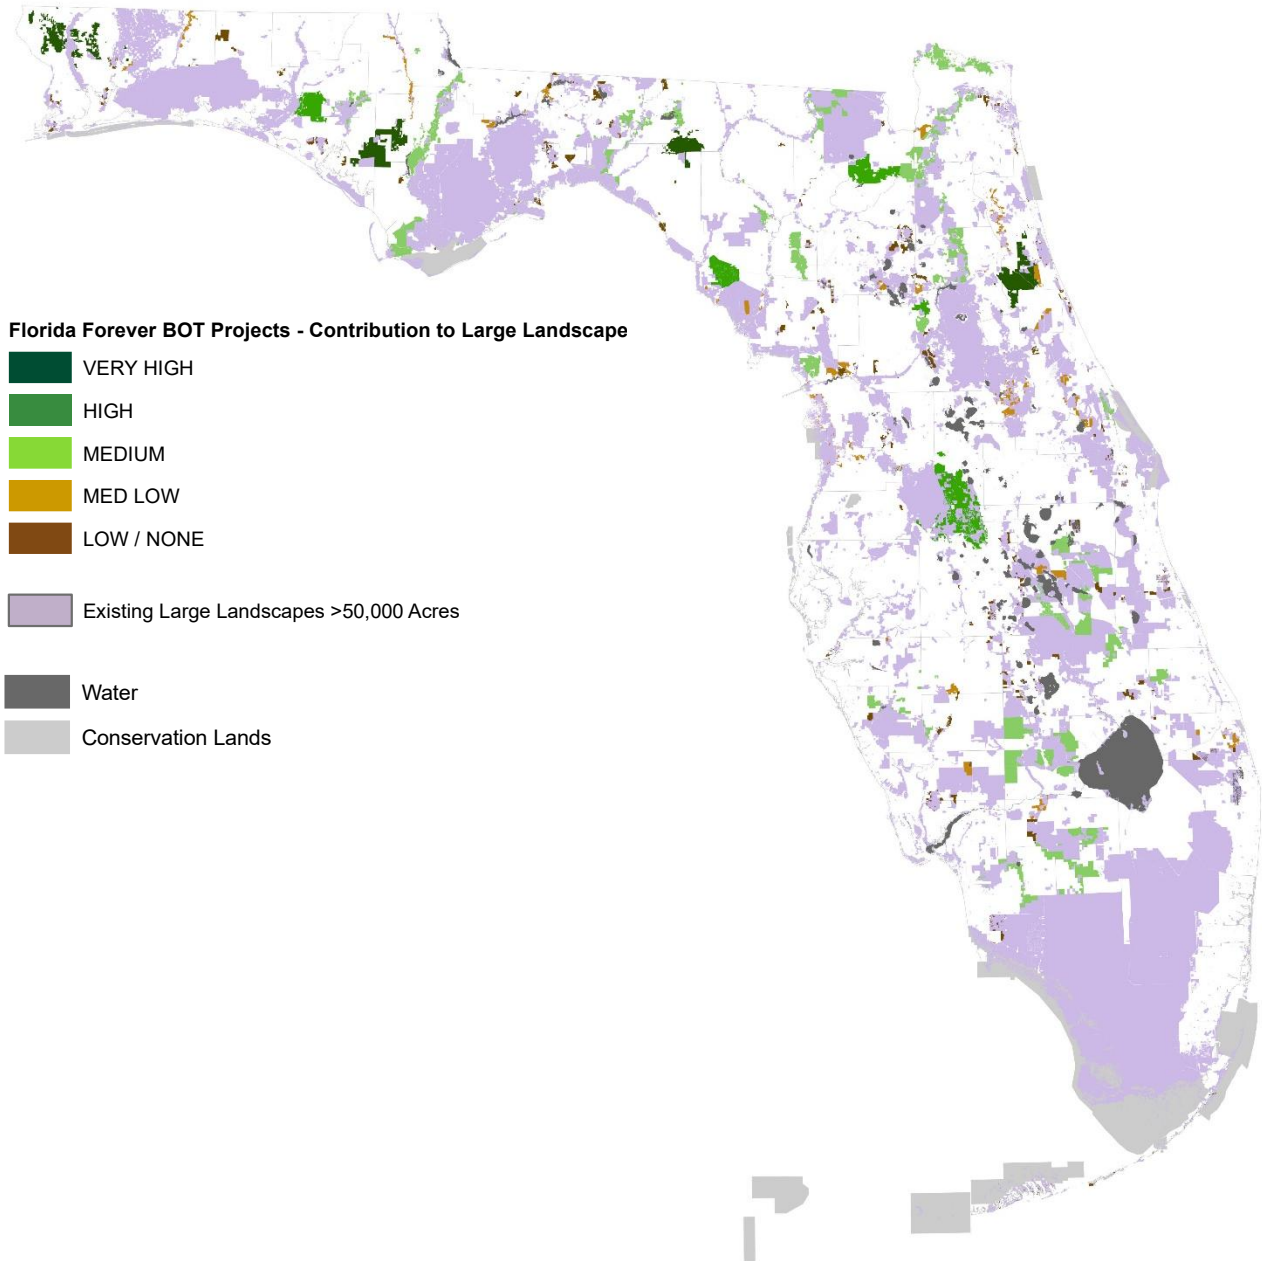 Florida Forever BOT Projects - Contribution to Large Landscape
VERY HIGH
HIGH
MEDIUM
MED LOW
LOW / NONE
Existing Large Landscapes >50,000 Acres
Water
Conservation Lands